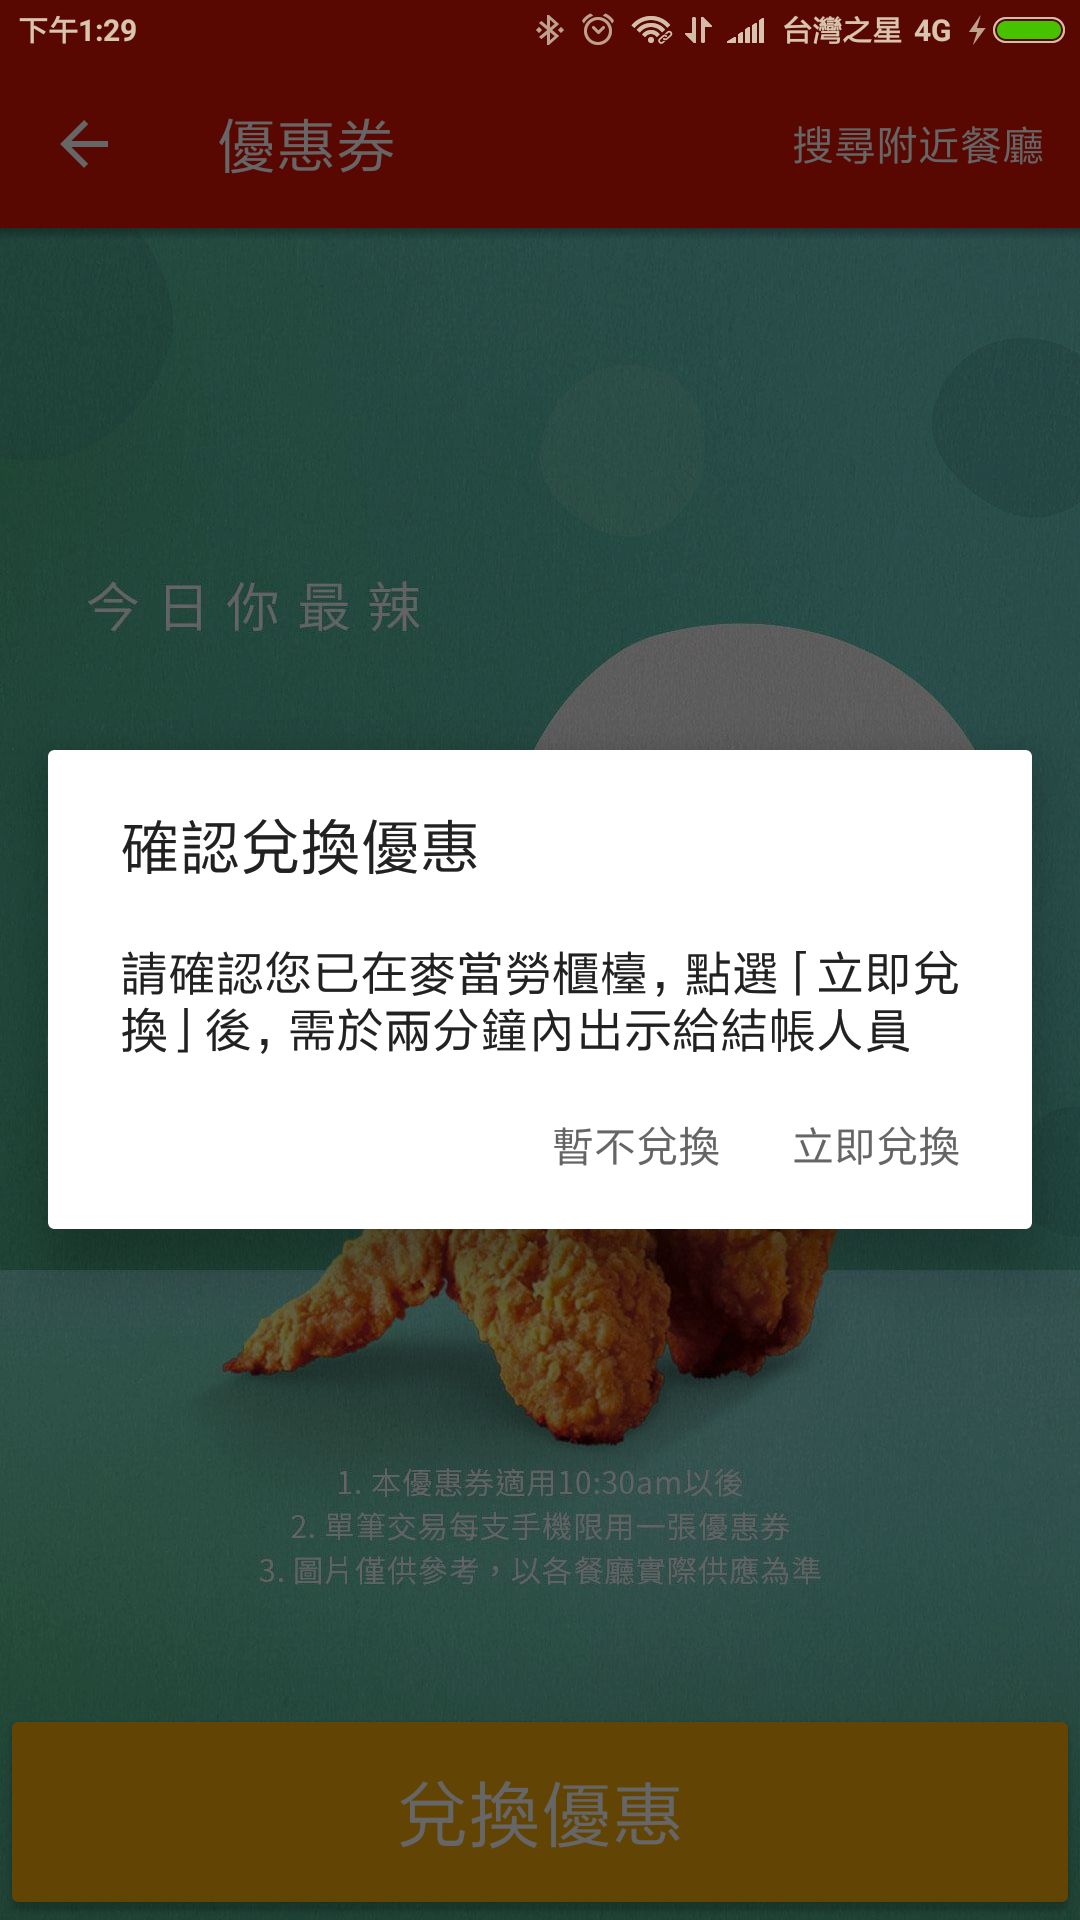 下午1:29
台灣之星 4G
優惠券
搜尋附近餐廳
今日你最辣
確認兌換優惠
請確認您已在麥當勞櫃檯，點選「立即兌
換」後，需於兩分鐘內出示給結帳人員
暫不兌換 立即兌換
1. 本優惠券適用10:30am以後
2. 單筆交易每支手機限用一張優惠券
3. 圖片僅供參考，以各餐廳實際供應為準
兌換優惠